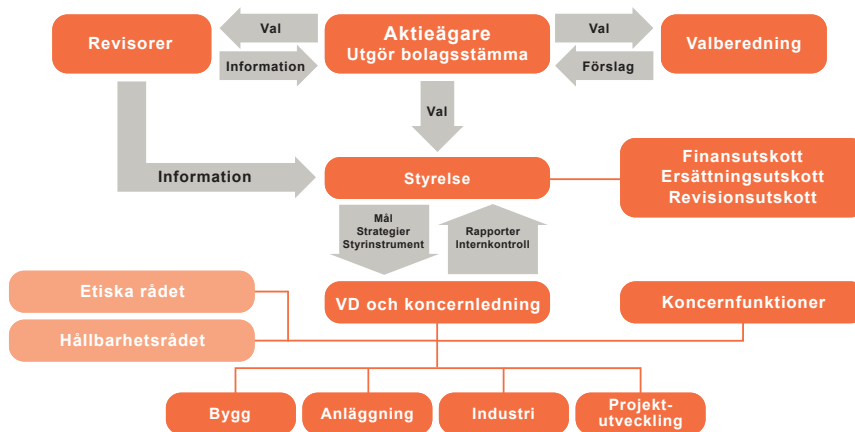 Revisorer
Val
Information
Aktieägare
Utgör bolagsstämma
Val
Förslag
Valberedning
Val
Information
Styrelse
Finansutskott
Ersättningsutskott
Revisionsutskott
Mål
Strategier
Styrinstrument
Rapporter
Internkontroll
Etiska rådet
VD och koncernledning
Koncernfunktioner
Hållbarhetsrådet
Bygg
Anläggning
Industri
Projekt-
utveckling